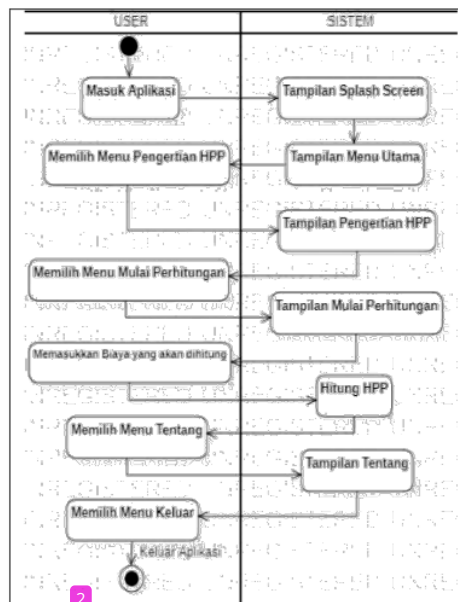 USER SISTEM
Masuk Aplikasi Tampilan Splash Screen
Memilih Menu Pengertian HPP Tampilan Menu Utama
Tampilan Pengertian HPP
Memilih Menu Mulai Perhitungan
Tampilan Mulai Perhitungan
Memasukkan Biaya yang akan dihitung
Hitung HPP
Memilih Menu Tentang
Tampilan Tentang
Memilih Menu Keluar
Keluar Aplikasi
2